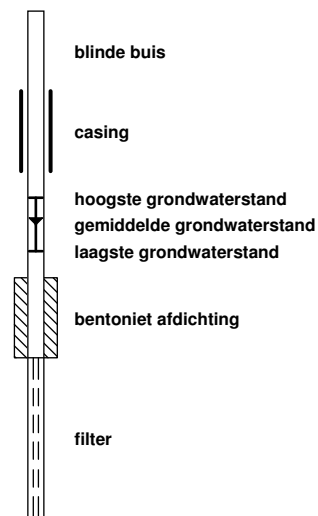 blinde buis
casing
hoogste grondwaterstand
gemiddelde grondwaterstand
laagste grondwaterstand
bentoniet afdichting
filter